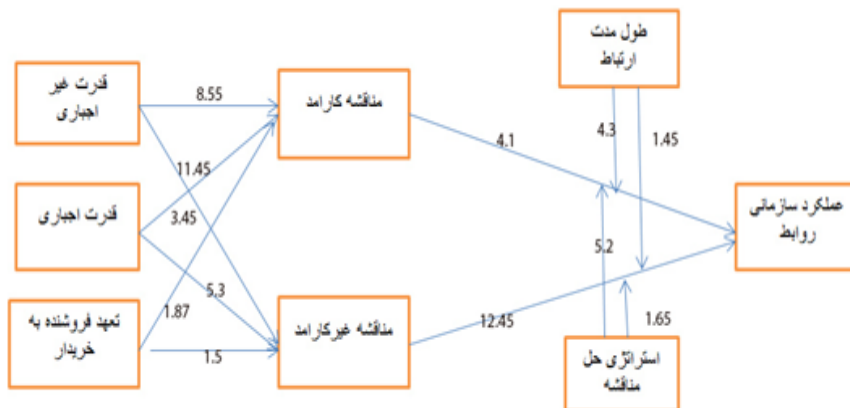 طول مدت
ارتباط
قدرت غیر
اجباری
8.55
مناقشه کارامد
4.3
1.45
4.1
11.45
قدرت اجباری
3.45
عملکرد سازمانی
روابط
5.2
5.3
تعهد فروشنده به
خریدار
1.87
1.5
مناقشه غیرکارامد
12.45
1.65
استراتژی حل
مناقشه